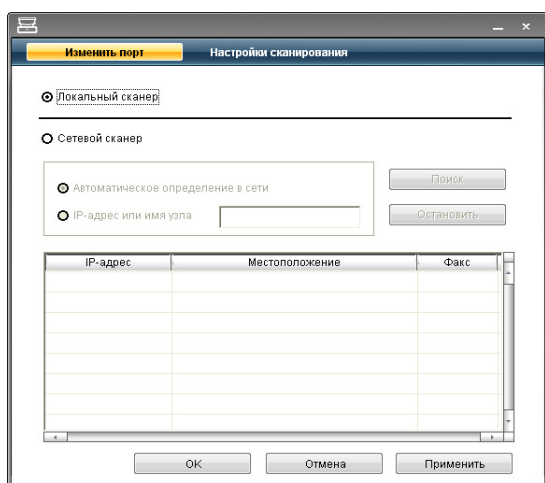 Изменить порт Настройки сканирования
Локальный сканер
Сетевой сканер
Автоматическое определение в сети Поиск
IP-адрес или имя узла Остановить
IP-адрес Местоположение Факс
OK Отмена Применить